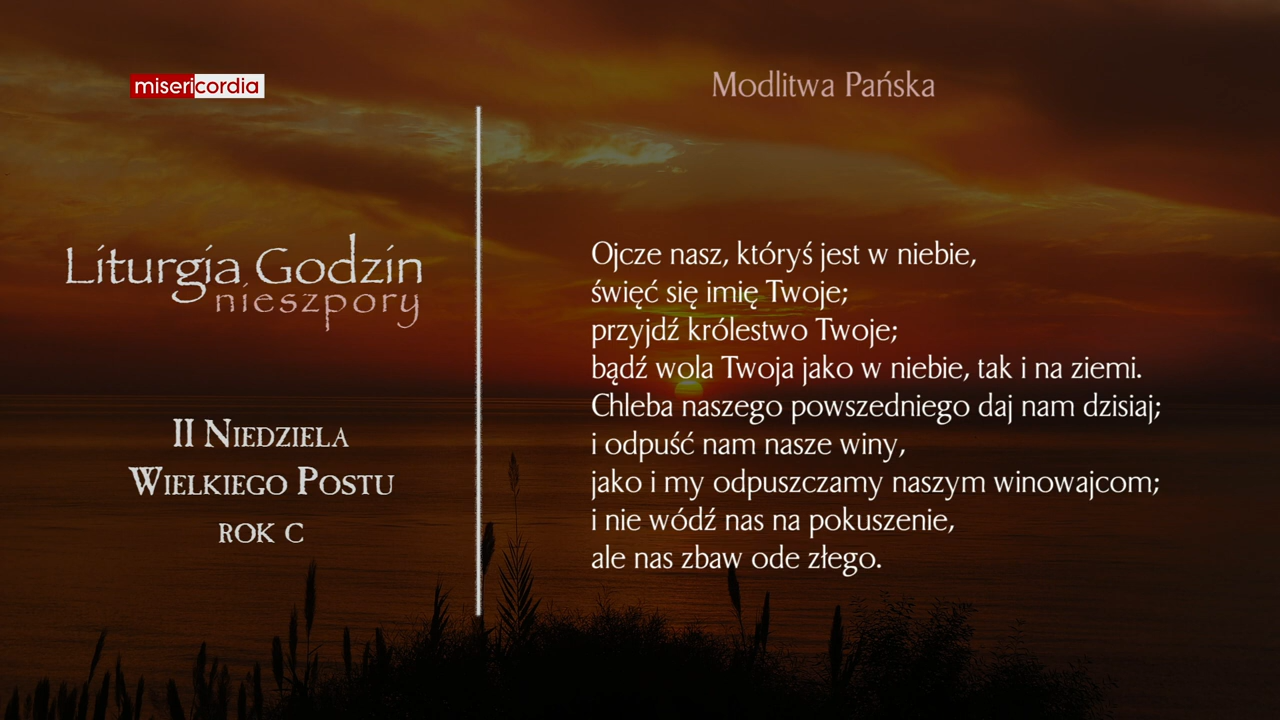 misericordia
Liturgia Godzin
nieszpory
II Niedziela
Wielkiego Postu
rok C
Modlitwa Pańska
Ojcze nasz, któryś jest w niebie,
święć się imię Twoje;
przyjdź królestwo Twoje;
bądź wola Twoja jako w niebie, tak i na ziemi.
Chleba naszego powszedniego daj nam dzisiaj;
i odpuść nam nasze winy,
jako i my odpuszczamy naszym winowajcom;
i nie wódź nas na pokuszenie,
ale nas zbaw ode złego.